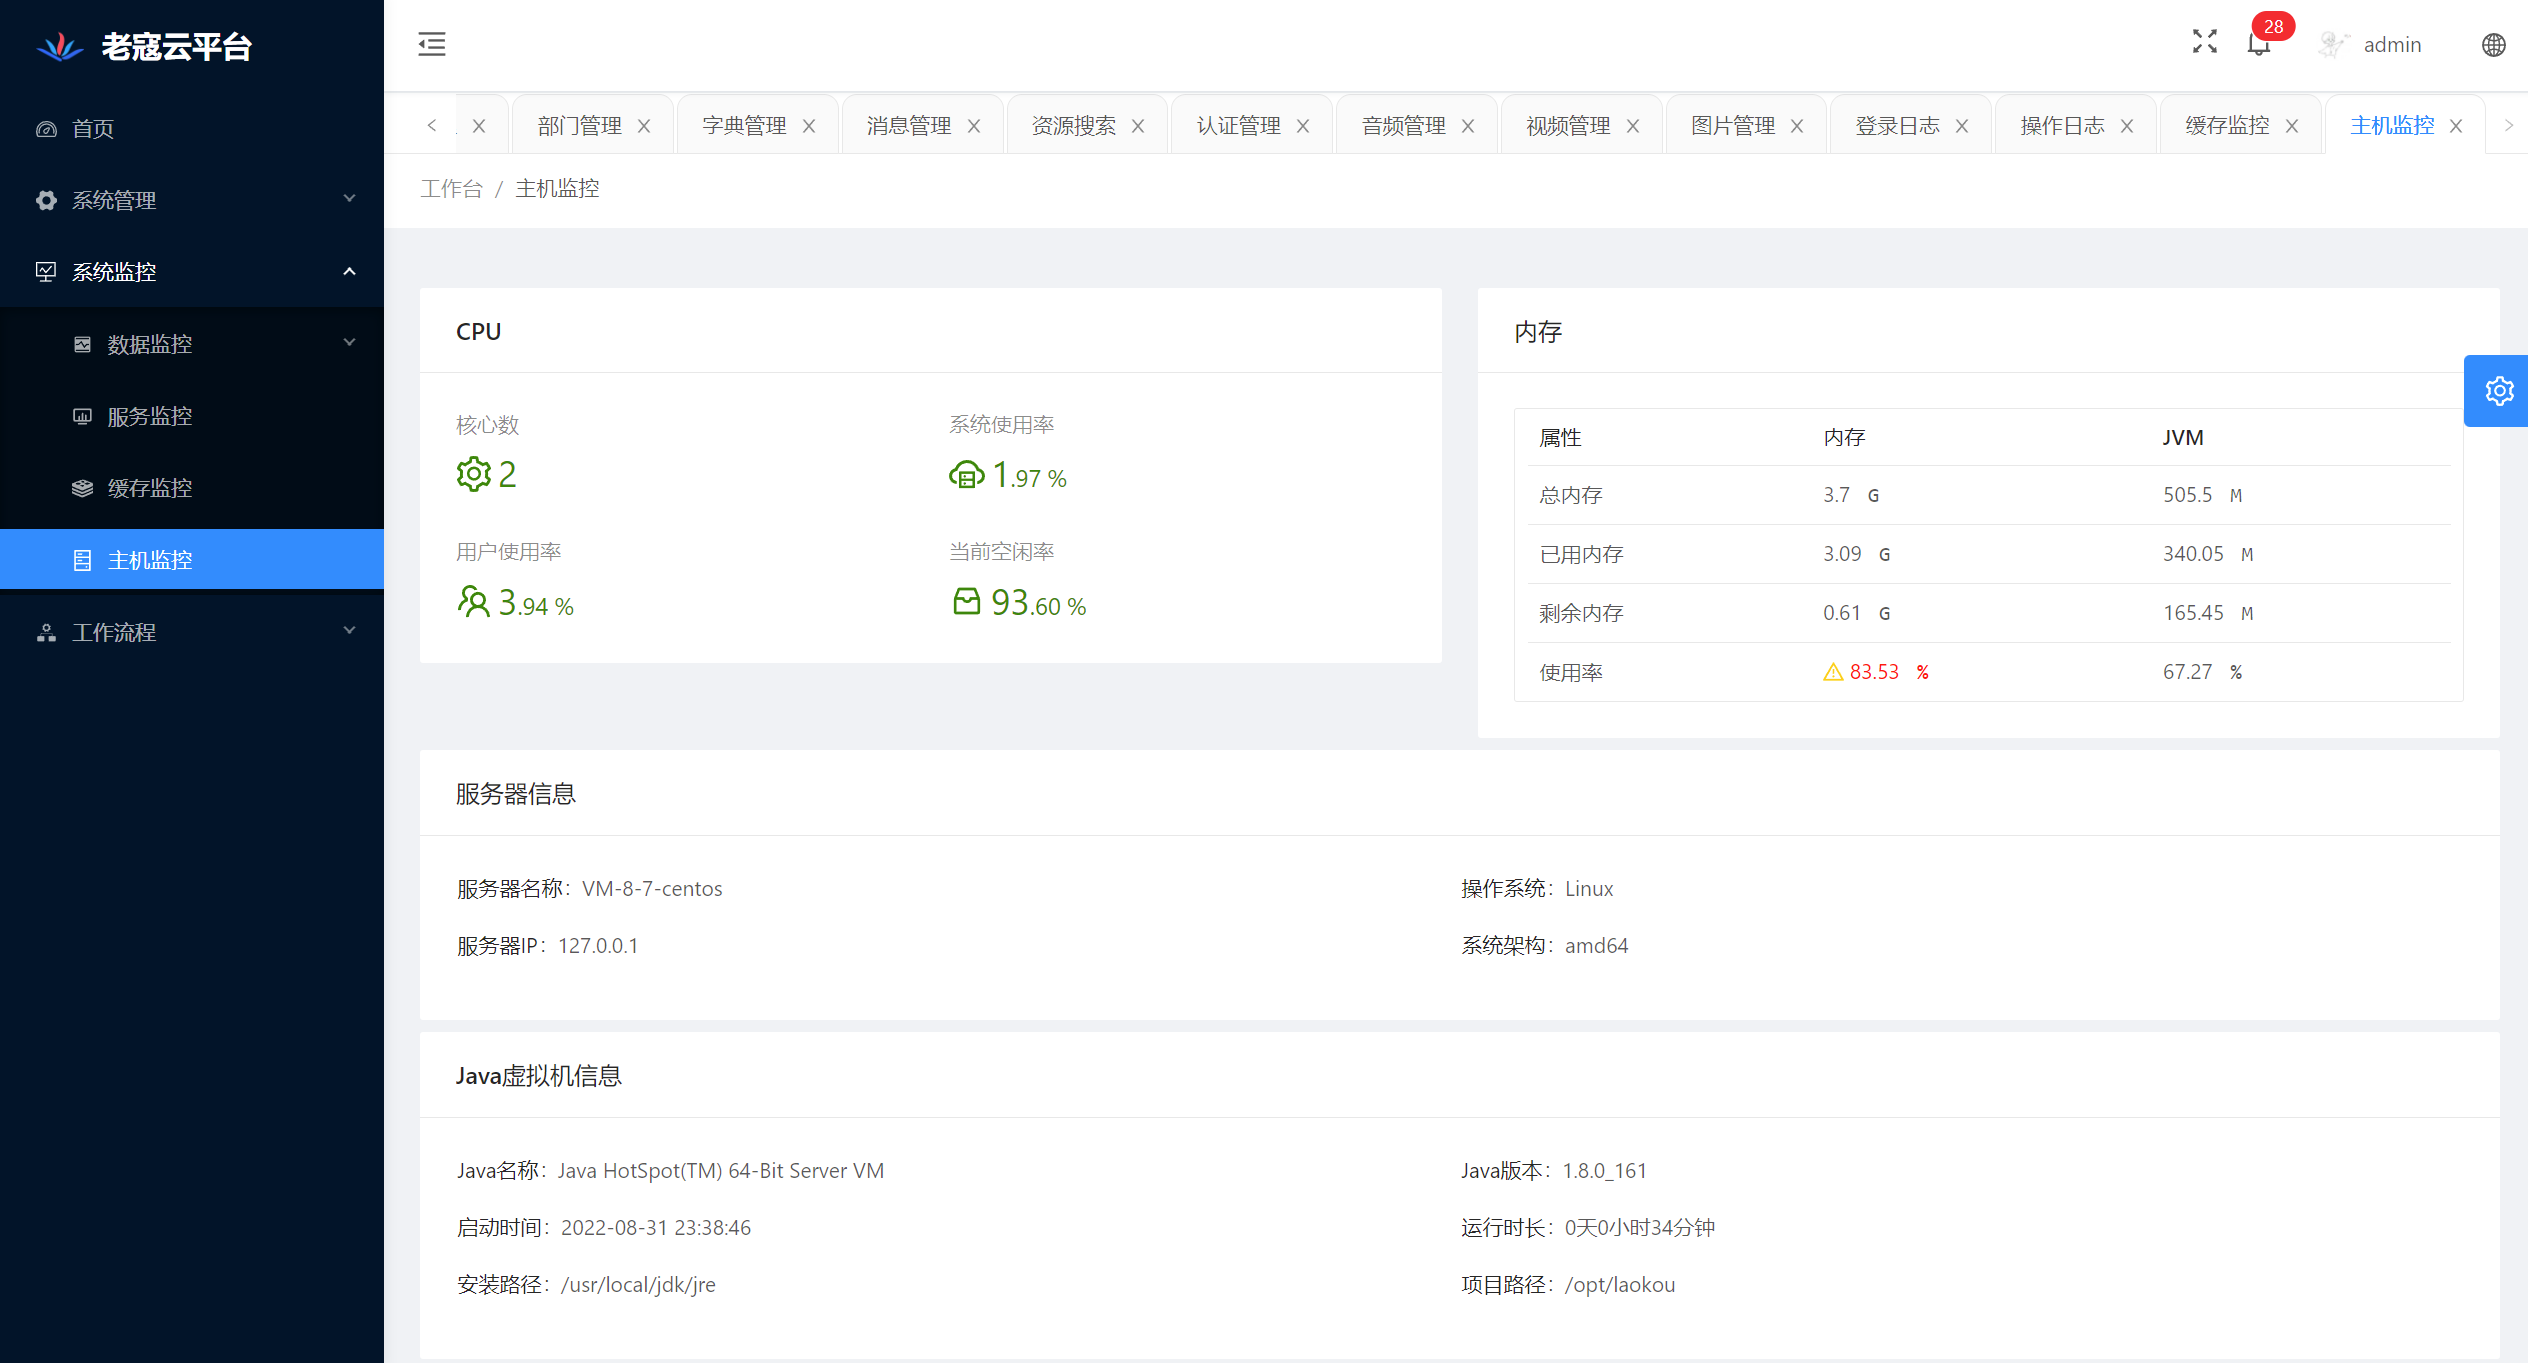 老寇云平台
首页
系统管理
系统监控
数据监控
服务监控
缓存监控
主机监控
工作流程
28
admin
部门管理 字典管理 消息管理 资源搜索 认证管理 音频管理 视频管理 图片管理 登录日志 操作日志 缓存监控 主机监控
工作台 / 主机监控
CPU
核心数 系统使用率
2 1.97 %
用户使用率 当前空闲率
3.94 % 93.60 %
内存
属性 内存 JVM
总内存 3.7 G 505.5 M
已用内存 3.09 G 340.05 M
剩余内存 0.61 G 165.45 M
使用率 83.53 % 67.27 %
服务器信息
服务器名称： VM-8-7-centos 操作系统： Linux
服务器IP： 127.0.0.1 系统架构： amd64
Java虚拟机信息
Java名称： Java HotSpot(TM) 64-Bit Server VM Java版本： 1.8.0_161
启动时间： 2022-08-31 23:38:46 运行时长： 0天0小时34分钟
安装路径： /usr/local/jdk/jre 项目路径： /opt/laokou